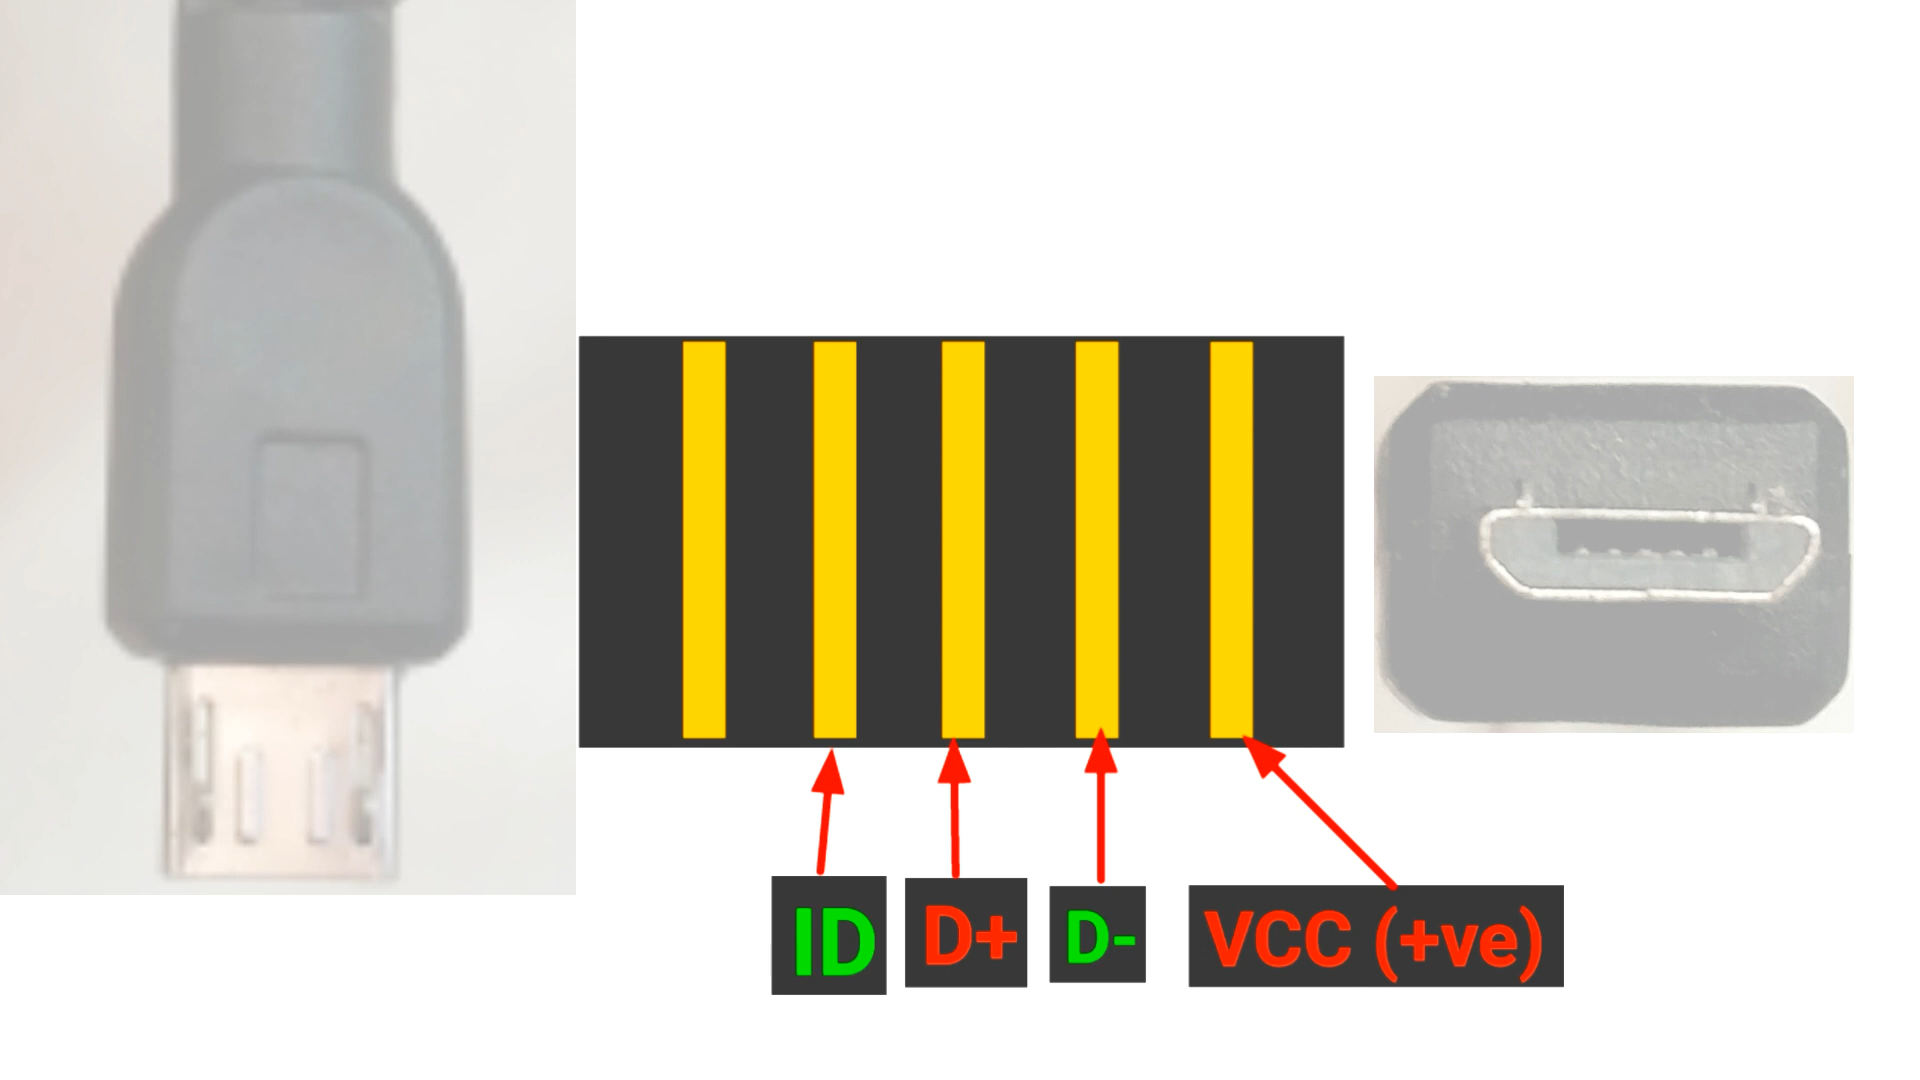 ID
D+
D-
VCC (+ve)